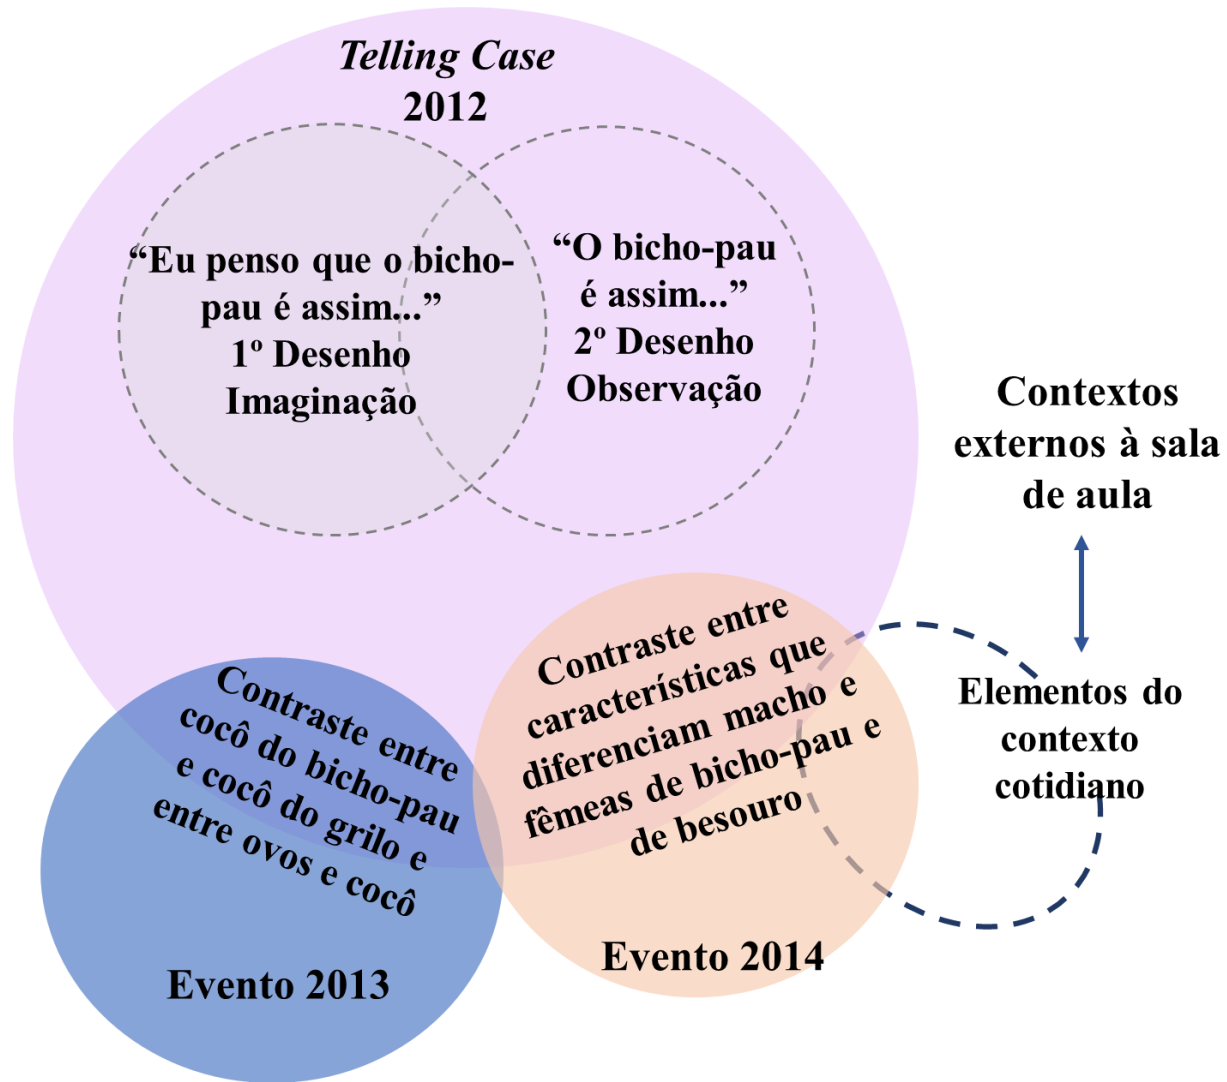 Telling Case
2012
“Eu penso que o bicho-
pau é assim...”
1º Desenho
Imaginação
“O bicho-pau
é assim...”
2º Desenho
Observação
Contextos
externos à sala
de aula
Elementos do
contexto
cotidiano
Contraste entre
características que
diferenciam macho e
fêmeas de bicho-pau e
de besouro
Evento 2014
Contraste entre
cocô do bicho-pau
e cocô do grilo e
entre ovos e cocô
Evento 2013